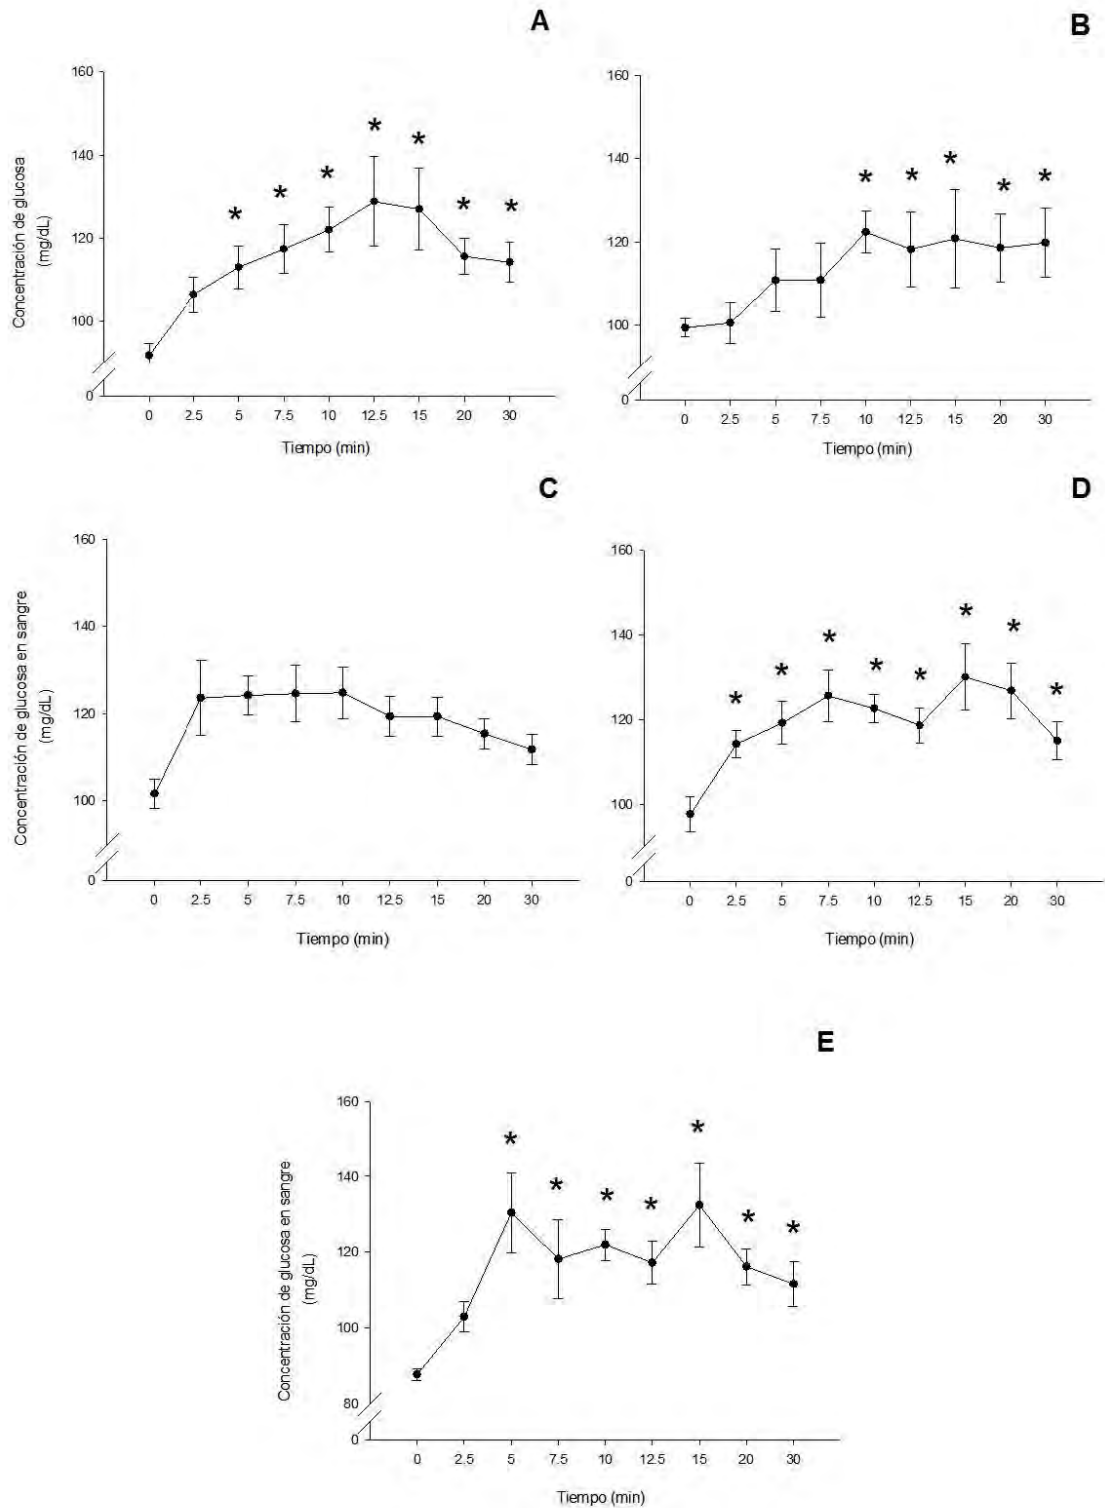 A
160
140
120
100
0
Concentración de glucosa
(mg/dL)
* * * * * * *
0 2.5 5 7.5 10 12.5 15 20 30
Tiempo (min)
B
160
140
120
100
0
* * * * *
0 2.5 5 7.5 10 12.5 15 20 30
Tiempo (min)
C
160
140
120
100
0
Concentración de glucosa en sangre
(mg/dL)
0 2.5 5 7.5 10 12.5 15 20 30
Tiempo (min)
D
160
140
120
100
0
* * * * * * * *
0 2.5 5 7.5 10 12.5 15 20 30
Tiempo (min)
E
160
140
120
100
80
0
Concentración de glucosa en sangre
(mg/dL)
* * * * * * *
0 2.5 5 7.5 10 12.5 15 20 30
Tiempo (min)